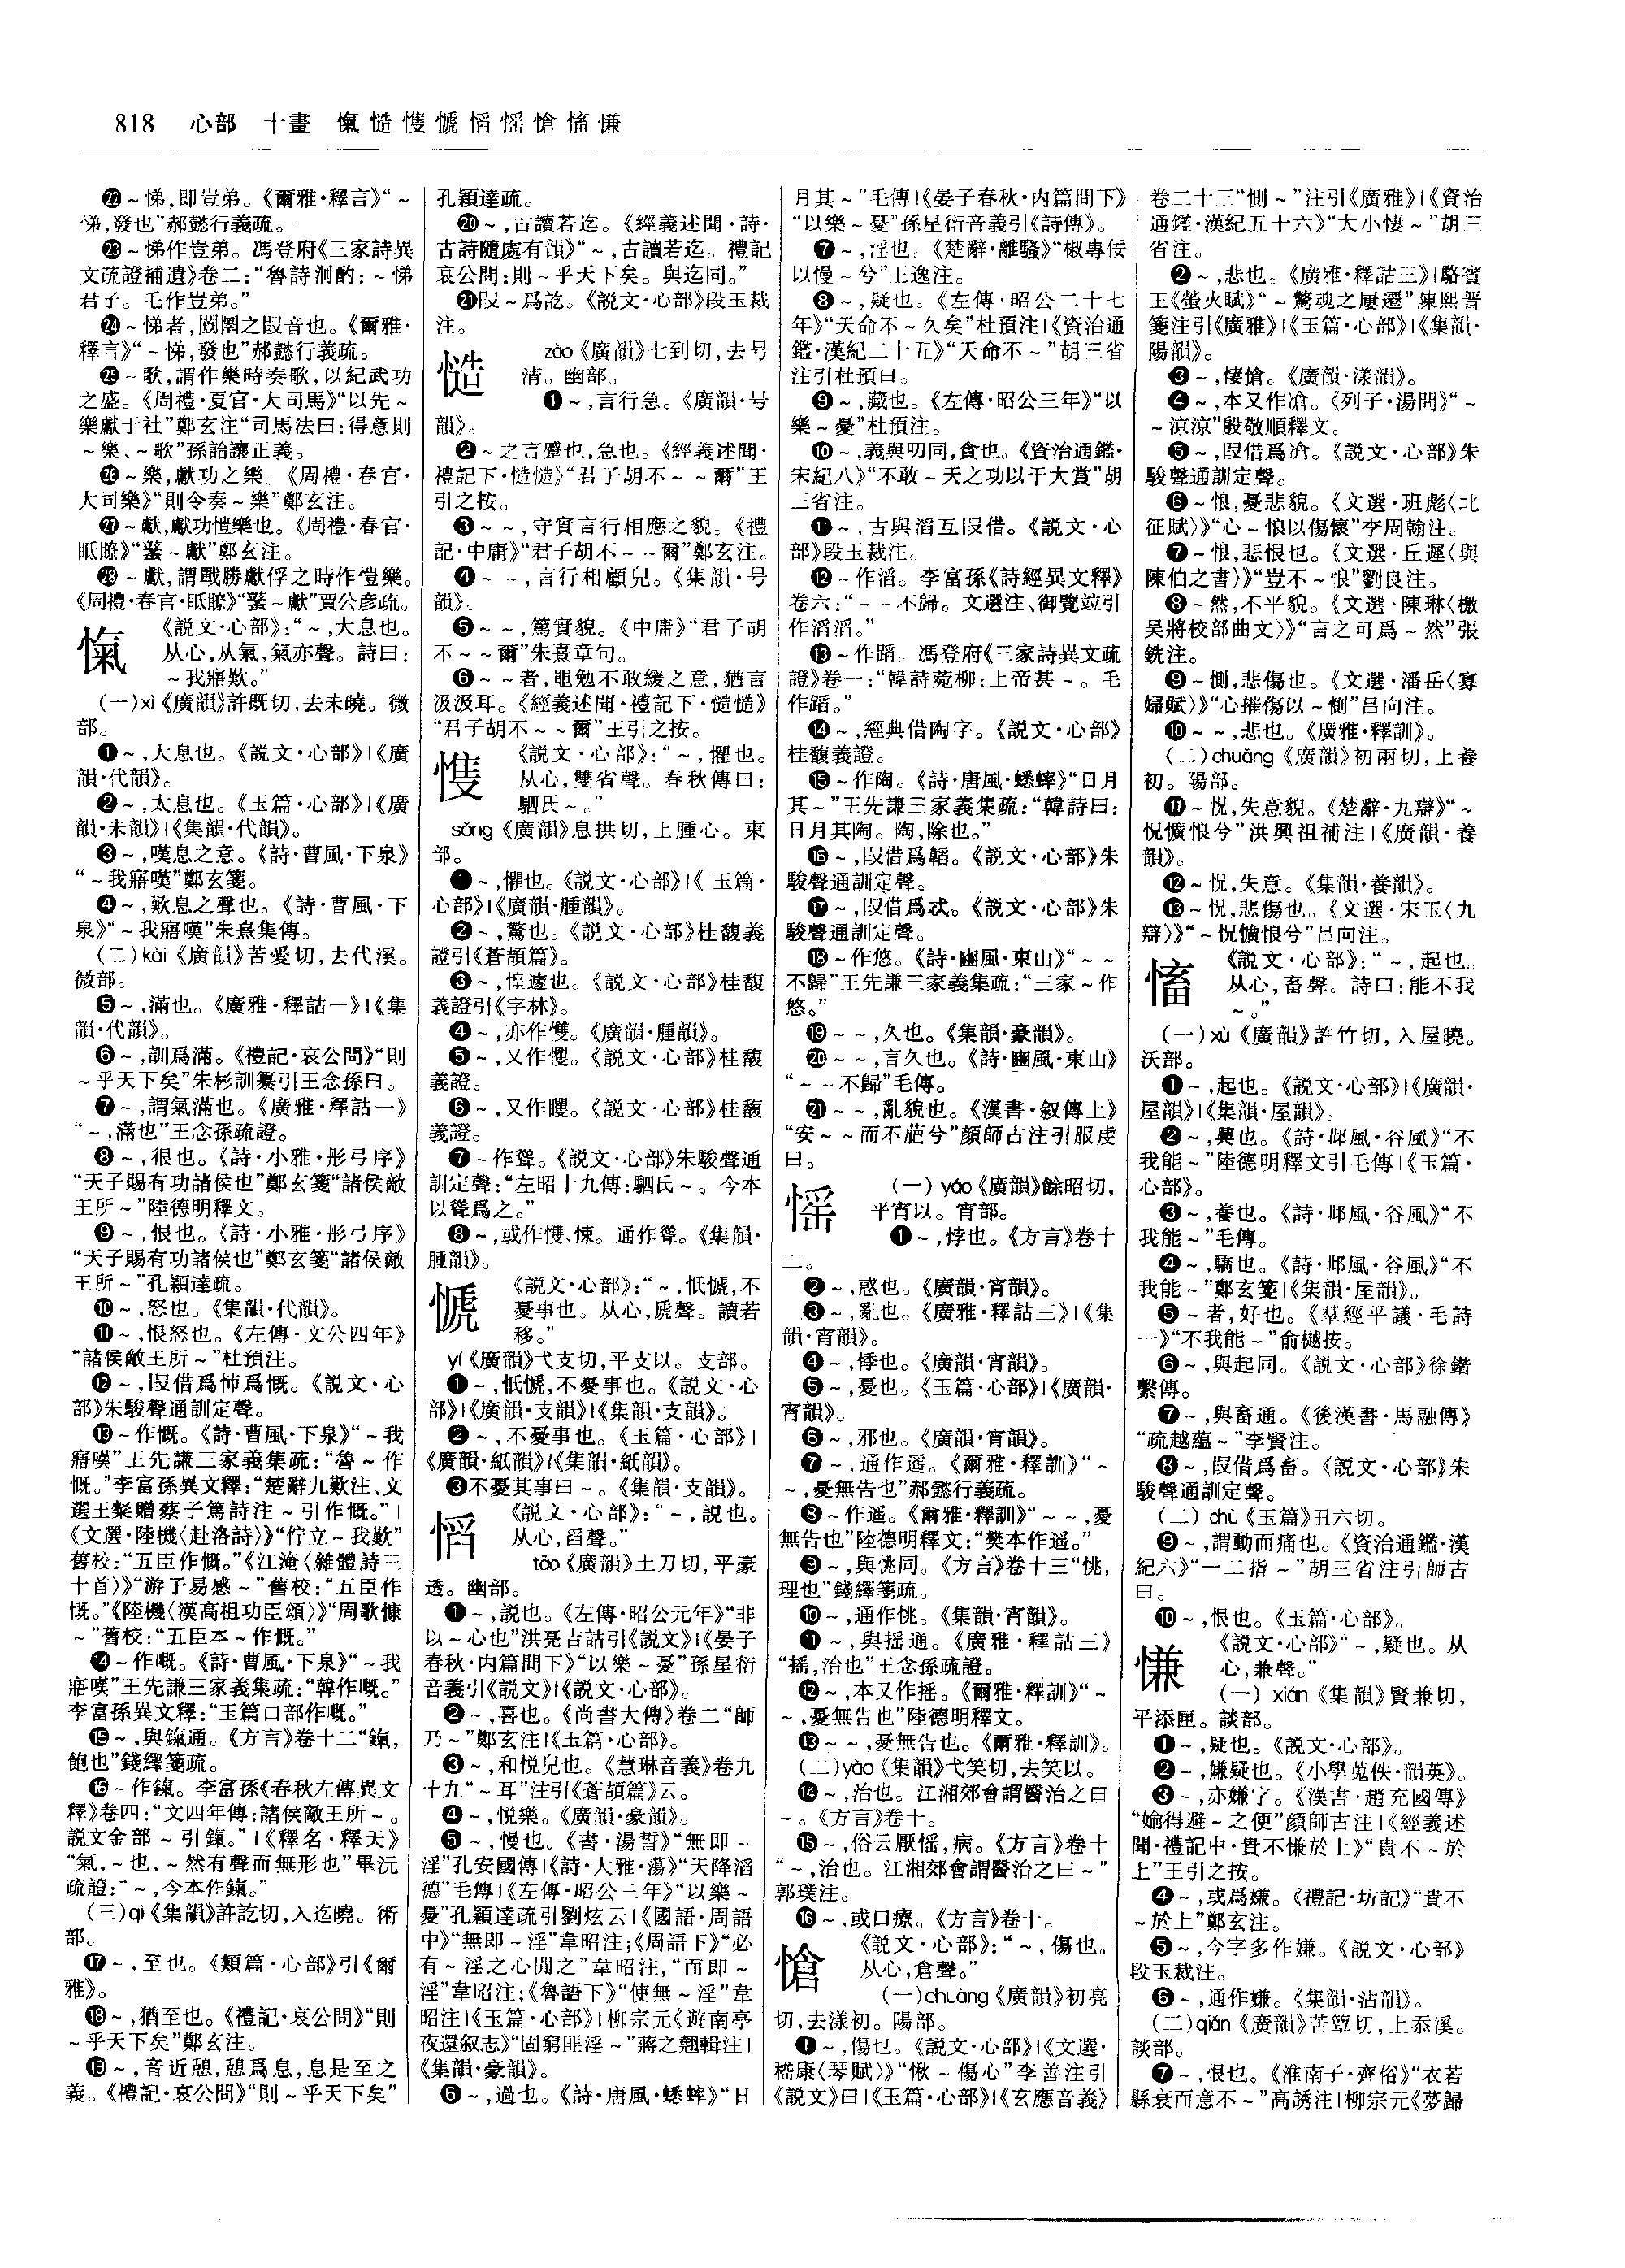 818 心部 十畫 愾慥㥦㥴慆愮愴慉慊
㉒～悌,即豈弟。《爾雅·釋言》“～
悌,發也”郝懿行義疏。
㉓～悌作豈弟。馮登府《三家詩異
文疏證補遺》卷二:“魯詩泂酌:～悌
君子。毛作豈弟。”
㉔～悌者,闓圛之叚音也。《爾雅·
釋言》“～悌,發也”郝懿行義疏。
㉕～歌,謂作樂時奏歌,以紀武功
之盛。《周禮·夏官·大司馬》“以先～
樂獻于社”鄭玄注“司馬法曰:得意則
～樂、～歌”孫詒讓正義。
㉖～樂,獻功之樂。《周禮·春官·
大司樂》“則令奏～樂”鄭玄注。
㉗～獻,獻功愷樂也。《周禮·春官·
眂瞭》“鼜～獻”鄭玄注。
㉘～獻,謂戰勝獻俘之時作愷樂。
《周禮·春官·眂瞭》“鼜～獻”賈公彦疏。
愾
《説文·心部》:“～,大息也。
从心,从氣,氣亦聲。詩曰:
～我寤歎。”
(一)xì《廣韻》許既切,去未曉。微
部。
❶～,大息也。《説文·心部》|《廣
韻·代韻》。
❷～,太息也。《玉篇·心部》|《廣
韻·未韻》|《集韻·代韻》。
❸～,嘆息之意。《詩·曹風·下泉》
“～我寤嘆”鄭玄箋。
❹～,歎息之聲也。《詩·曹風·下
泉》“～我寤嘆”朱熹集傳。
(二)kài《廣韻》苦愛切,去代溪。
微部。
❺～,滿也。《廣雅·釋詁一》|《集
韻·代韻》。
❻～,訓爲滿。《禮記·哀公問》“則
～乎天下矣”朱彬訓纂引王念孫曰。
❼～,謂氣滿也。《廣雅·釋詁一》
“～,滿也”王念孫疏證。
❽～,很也。《詩·小雅·彤弓序》
“天子賜有功諸侯也”鄭玄箋“諸侯敵
王所～”陸德明釋文。
❾～,恨也。《詩·小雅·彤弓序》
“天子賜有功諸侯也”鄭玄箋“諸侯敵
王所～”孔穎達疏。
❿～,怒也。《集韻·代韻》。
⓫～,恨怒也。《左傳·文公四年》
“諸侯敵王所～”杜預注。
⓬～,叚借爲怖爲慨。《説文·心
部》朱駿聲通訓定聲。
⓭～作慨。《詩·曹風·下泉》“～我
寤嘆”王先謙三家義集疏:“魯～作
慨。”李富孫異文釋:“楚辭九歎注、文
選王粲贈蔡子篤詩注～引作慨。”|
《文選·陸機〈赴洛詩〉》“佇立～我歎”
舊校:“五臣作慨。”《江淹〈雜體詩三
十首〉》“游子易感～”舊校:“五臣作
慨。”《陸機〈漢高祖功臣頌〉》“周歌慷
～”舊校:“五臣本～作慨。”
⓮～作嘅。《詩·曹風·下泉》“～我
寤嘆”王先謙三家義集疏:“韓作嘅。”
李富孫異文釋:“玉篇口部作嘅。”
⓯～,與鎎通。《方言》卷十二“鎎,
飽也”錢繹箋疏。
⓰～作鎎。李富孫《春秋左傳異文
釋》卷四:“文四年傳:諸侯敵王所～。
説文金部～引鎎。”|《釋名·釋天》
“氣,～也,～然有聲而無形也”畢沅
疏證:“～,今本作鎎。”
(三)qì《集韻》許訖切,入迄曉。術
部。
⓱～,至也。《類篇·心部》引《爾
雅》。
⓲～,猶至也。《禮記·哀公問》“則
～乎天下矣”鄭玄注。
⓳～,音近憩,憩爲息,息是至之
義。《禮記·哀公問》“則～乎天下矣”
孔穎達疏。
⓴～,古讀若迄。《經義述聞·詩·
古詩隨處有韻》“～,古讀若迄。禮記
哀公問:則～乎天下矣。與迄同。”
㉑叚～爲訖。《説文·心部》段玉裁
注。
慥
zào《廣韻》七到切,去号
清。幽部。
❶～,言行急。《廣韻·号
韻》。
❷～之言蹙也,急也。《經義述聞·
禮記下·慥慥》“君子胡不～～爾”王
引之按。
❸～～,守實言行相應之貌。《禮
記·中庸》“君子胡不～～爾”鄭玄注。
❹～～,言行相顧皃。《集韻·号
韻》。
❺～～,篤實貌。《中庸》“君子胡
不～～爾”朱熹章句。
❻～～者,黽勉不敢緩之意,猶言
汲汲耳。《經義述聞·禮記下·慥慥》
“君子胡不～～爾”王引之按。
㥦
《説文·心部》:“～,懼也。
从心,雙省聲。春秋傳曰:
駟氏～。”
sǒng《廣韻》息拱切,上腫心。東
部。
❶～,懼也。《説文·心部》|《玉篇·
心部》|《廣韻·腫韻》。
❷～,驚也。《説文·心部》桂馥義
證引《蒼頡篇》。
❸～,惶遽也。《説文·心部》桂馥
義證引《字林》。
❹～,亦作㦼。《廣韻·腫韻》。
❺～,又作㦼。《説文·心部》桂馥
義證。
❻～,又作䁪。《説文·心部》桂馥
義證。
❼～作聳。《説文·心部》朱駿聲通
訓定聲:“左昭十九傳:駟氏～。今本
以聳爲之。”
❽～,或作㦼、悚。通作聳。《集韻·
腫韻》。
㥴
《説文·心部》:“～,忯㥴,不
憂事也。从心,虒聲。讀若
移。”
yí《廣韻》弋支切,平支以。支部。
❶～,忯㥴,不憂事也。《説文·心
部》|《廣韻·支韻》|《集韻·支韻》。
❷～,不憂事也。《玉篇·心部》|
《廣韻·紙韻》|《集韻·紙韻》。
❸不憂其事曰～。《集韻·支韻》。
慆
《説文·心部》:“～,説也。
从心,舀聲。”
tāo《廣韻》土刀切,平豪
透。幽部。
❶～,説也。《左傳·昭公元年》“非
以～心也”洪亮吉詁引《説文》|《晏子
春秋·内篇問下》“以樂～憂”孫星衍
音義引《説文》|《説文·心部》。
❷～,喜也。《尚書大傳》卷二“師
乃～”鄭玄注|《玉篇·心部》。
❸～,和悦皃也。《慧琳音義》卷九
十九“～耳”注引《蒼頡篇》云。
❹～,悦樂。《廣韻·豪韻》。
❺～,慢也。《書·湯誓》“無即～
淫”孔安國傳|《詩·大雅·蕩》“天降滔
德”毛傳|《左傳·昭公三年》“以樂～
憂”孔穎達疏引劉炫云|《國語·周語
中》“無即～淫”韋昭注;《周語下》“必
有～淫之心閒之”韋昭注,“而即～
淫”韋昭注;《魯語下》“使無～淫”韋
昭注|《玉篇·心部》|柳宗元《遊南亭
夜還叙志》“固窮匪淫～”蔣之翹輯注|
《集韻·豪韻》。
❻～,過也。《詩·唐風·蟋蟀》“日
月其～”毛傳|《晏子春秋·内篇問下》
“以樂～憂”孫星衍音義引《詩傳》。
❼～,淫也。《楚辭·離騷》“椒專佞
以慢～兮”王逸注。
❽～,疑也。《左傳·昭公二十七
年》“天命不～久矣”杜預注|《資治通
鑑·漢紀二十五》“天命不～”胡三省
注引杜預曰。
❾～,藏也。《左傳·昭公三年》“以
樂～憂”杜預注。
❿～,義與叨同,貪也。《資治通鑑·
宋紀八》“不敢～天之功以干大賞”胡
三省注。
⓫～,古與滔互叚借。《説文·心
部》段玉裁注。
⓬～作滔。李富孫《詩經異文釋》
卷六:“～～不歸。文選注、御覽竝引
作滔滔。”
⓭～作蹈。馮登府《三家詩異文疏
證》卷一:“韓詩菀柳:上帝甚～。毛
作蹈。”
⓮～,經典借陶字。《説文·心部》
桂馥義證。
⓯～作陶。《詩·唐風·蟋蟀》“日月
其～”王先謙三家義集疏:“韓詩曰:
日月其陶。陶,除也。”
⓰～,叚借爲韜。《説文·心部》朱
駿聲通訓定聲。
⓱～,叚借爲忒。《説文·心部》朱
駿聲通訓定聲。
⓲～作悠。《詩·豳風·東山》“～～
不歸”王先謙三家義集疏:“三家～作
悠。”
⓳～～,久也。《集韻·豪韻》。
⓴～～,言久也。《詩·豳風·東山》
“～～不歸”毛傳。
㉑～～,亂貌也。《漢書·叙傳上》
“安～～而不萉兮”顔師古注引服虔
曰。
愮
(一)yáo《廣韻》餘昭切,
平宵以。宵部。
❶～,悖也。《方言》卷十
二。
❷～,惑也。《廣韻·宵韻》。
❸～,亂也。《廣雅·釋詁三》|《集
韻·宵韻》。
❹～,悸也。《廣韻·宵韻》。
❺～,憂也。《玉篇·心部》|《廣韻·
宵韻》。
❻～,邪也。《廣韻·宵韻》。
❼～,通作遥。《爾雅·釋訓》“～
～,憂無告也”郝懿行義疏。
❽～作遥。《爾雅·釋訓》“～～,憂
無告也”陸德明釋文:“樊本作遥。”
❾～,與恌同。《方言》卷十三“恌,
理也”錢繹箋疏。
❿～,通作恌。《集韻·宵韻》。
⓫～,與摇通。《廣雅·釋詁三》
“摇,治也”王念孫疏證。
⓬～,本又作摇。《爾雅·釋訓》“～
～,憂無告也”陸德明釋文。
⓭～～,憂無告也。《爾雅·釋訓》。
(二)yào《集韻》弋笑切,去笑以。
⓮～,治也。江湘郊會謂醫治之曰
～。《方言》卷十。
⓯～,俗云厭愮,病。《方言》卷十
“～,治也。江湘郊會謂醫治之曰～”
郭璞注。
⓰～,或曰療。《方言》卷十。
愴
《説文·心部》:“～,傷也。
从心,倉聲。”
(一)chuàng《廣韻》初亮
切,去漾初。陽部。
❶～,傷也。《説文·心部》|《文選·
嵇康〈琴賦〉》“愀～傷心”李善注引
《説文》曰|《玉篇·心部》|《玄應音義》
卷二十三“惻～”注引《廣雅》|《資治
通鑑·漢紀五十六》“大小悽～”胡三
省注。
❷～,悲也。《廣雅·釋詁三》|駱賓
王《螢火賦》“～驚魂之屢遷”陳熙晋
箋注引《廣雅》|《玉篇·心部》|《集韻·
陽韻》。
❸～,悽愴。《廣韻·漾韻》。
❹～,本又作滄。《列子·湯問》“～
～涼涼”殷敬順釋文。
❺～,叚借爲凔。《説文·心部》朱
駿聲通訓定聲。
❻～悢,憂悲貌。《文選·班彪〈北
征賦〉》“心～悢以傷懷”李周翰注。
❼～悢,悲恨也。《文選·丘遲〈與
陳伯之書〉》“豈不～悢”劉良注。
❽～然,不平貌。《文選·陳琳〈檄
吴將校部曲文〉》“言之可爲～然”張
銑注。
❾～惻,悲傷也。《文選·潘岳〈寡
婦賦〉》“心摧傷以～惻”吕向注。
❿～～,悲也。《廣雅·釋訓》。
(二)chuǎng《廣韻》初兩切,上養
初。陽部。
⓫～怳,失意貌。《楚辭·九辯》“～
怳懭悢兮”洪興祖補注|《廣韻·養
韻》。
⓬～怳,失意。《集韻·養韻》。
⓭～怳,悲傷也。《文選·宋玉〈九
辯〉》“～怳懭悢兮”吕向注。
慉
《説文·心部》:“～,起也。
从心,畜聲。詩曰:能不我
～。”
(一)xù《廣韻》許竹切,入屋曉。
沃部。
❶～,起也。《説文·心部》|《廣韻·
屋韻》|《集韻·屋韻》。
❷～,興也。《詩·邶風·谷風》“不
我能～”陸德明釋文引毛傳|《玉篇·
心部》。
❸～,養也。《詩·邶風·谷風》“不
我能～”毛傳。
❹～,驕也。《詩·邶風·谷風》“不
我能～”鄭玄箋|《集韻·屋韻》。
❺～者,好也。《羣經平議·毛詩
一》“不我能～”俞樾按。
❻～,與起同。《説文·心部》徐鍇
繫傳。
❼～,與畜通。《後漢書·馬融傳》
“疏越蕴～”李賢注。
❽～,叚借爲畜。《説文·心部》朱
駿聲通訓定聲。
(二)chù《玉篇》丑六切。
❾～,謂動而痛也。《資治通鑑·漢
紀六》“一二指～”胡三省注引師古
曰。
❿～,恨也。《玉篇·心部》。
慊
《説文·心部》“～,疑也。从
心,兼聲。”
(一) xián《集韻》賢兼切,
平添匣。談部。
❶～,疑也。《説文·心部》。
❷～,嫌疑也。《小學蒐佚·韻英》。
❸～,亦嫌字。《漢書·趙充國傳》
“媮得避～之便”顔師古注|《經義述
聞·禮記中·貴不慊於上》“貴不～於
上”王引之按。
❹～,或爲嫌。《禮記·坊記》“貴不
～於上”鄭玄注。
❺～,今字多作嫌。《説文·心部》
段玉裁注。
❻～,通作嫌。《集韻·沾韻》。
(二)qiǎn《廣韻》苦簟切,上忝溪。
談部。
❼～,恨也。《淮南子·齊俗》“衣若
縣衰而意不～”高誘注|柳宗元《夢歸